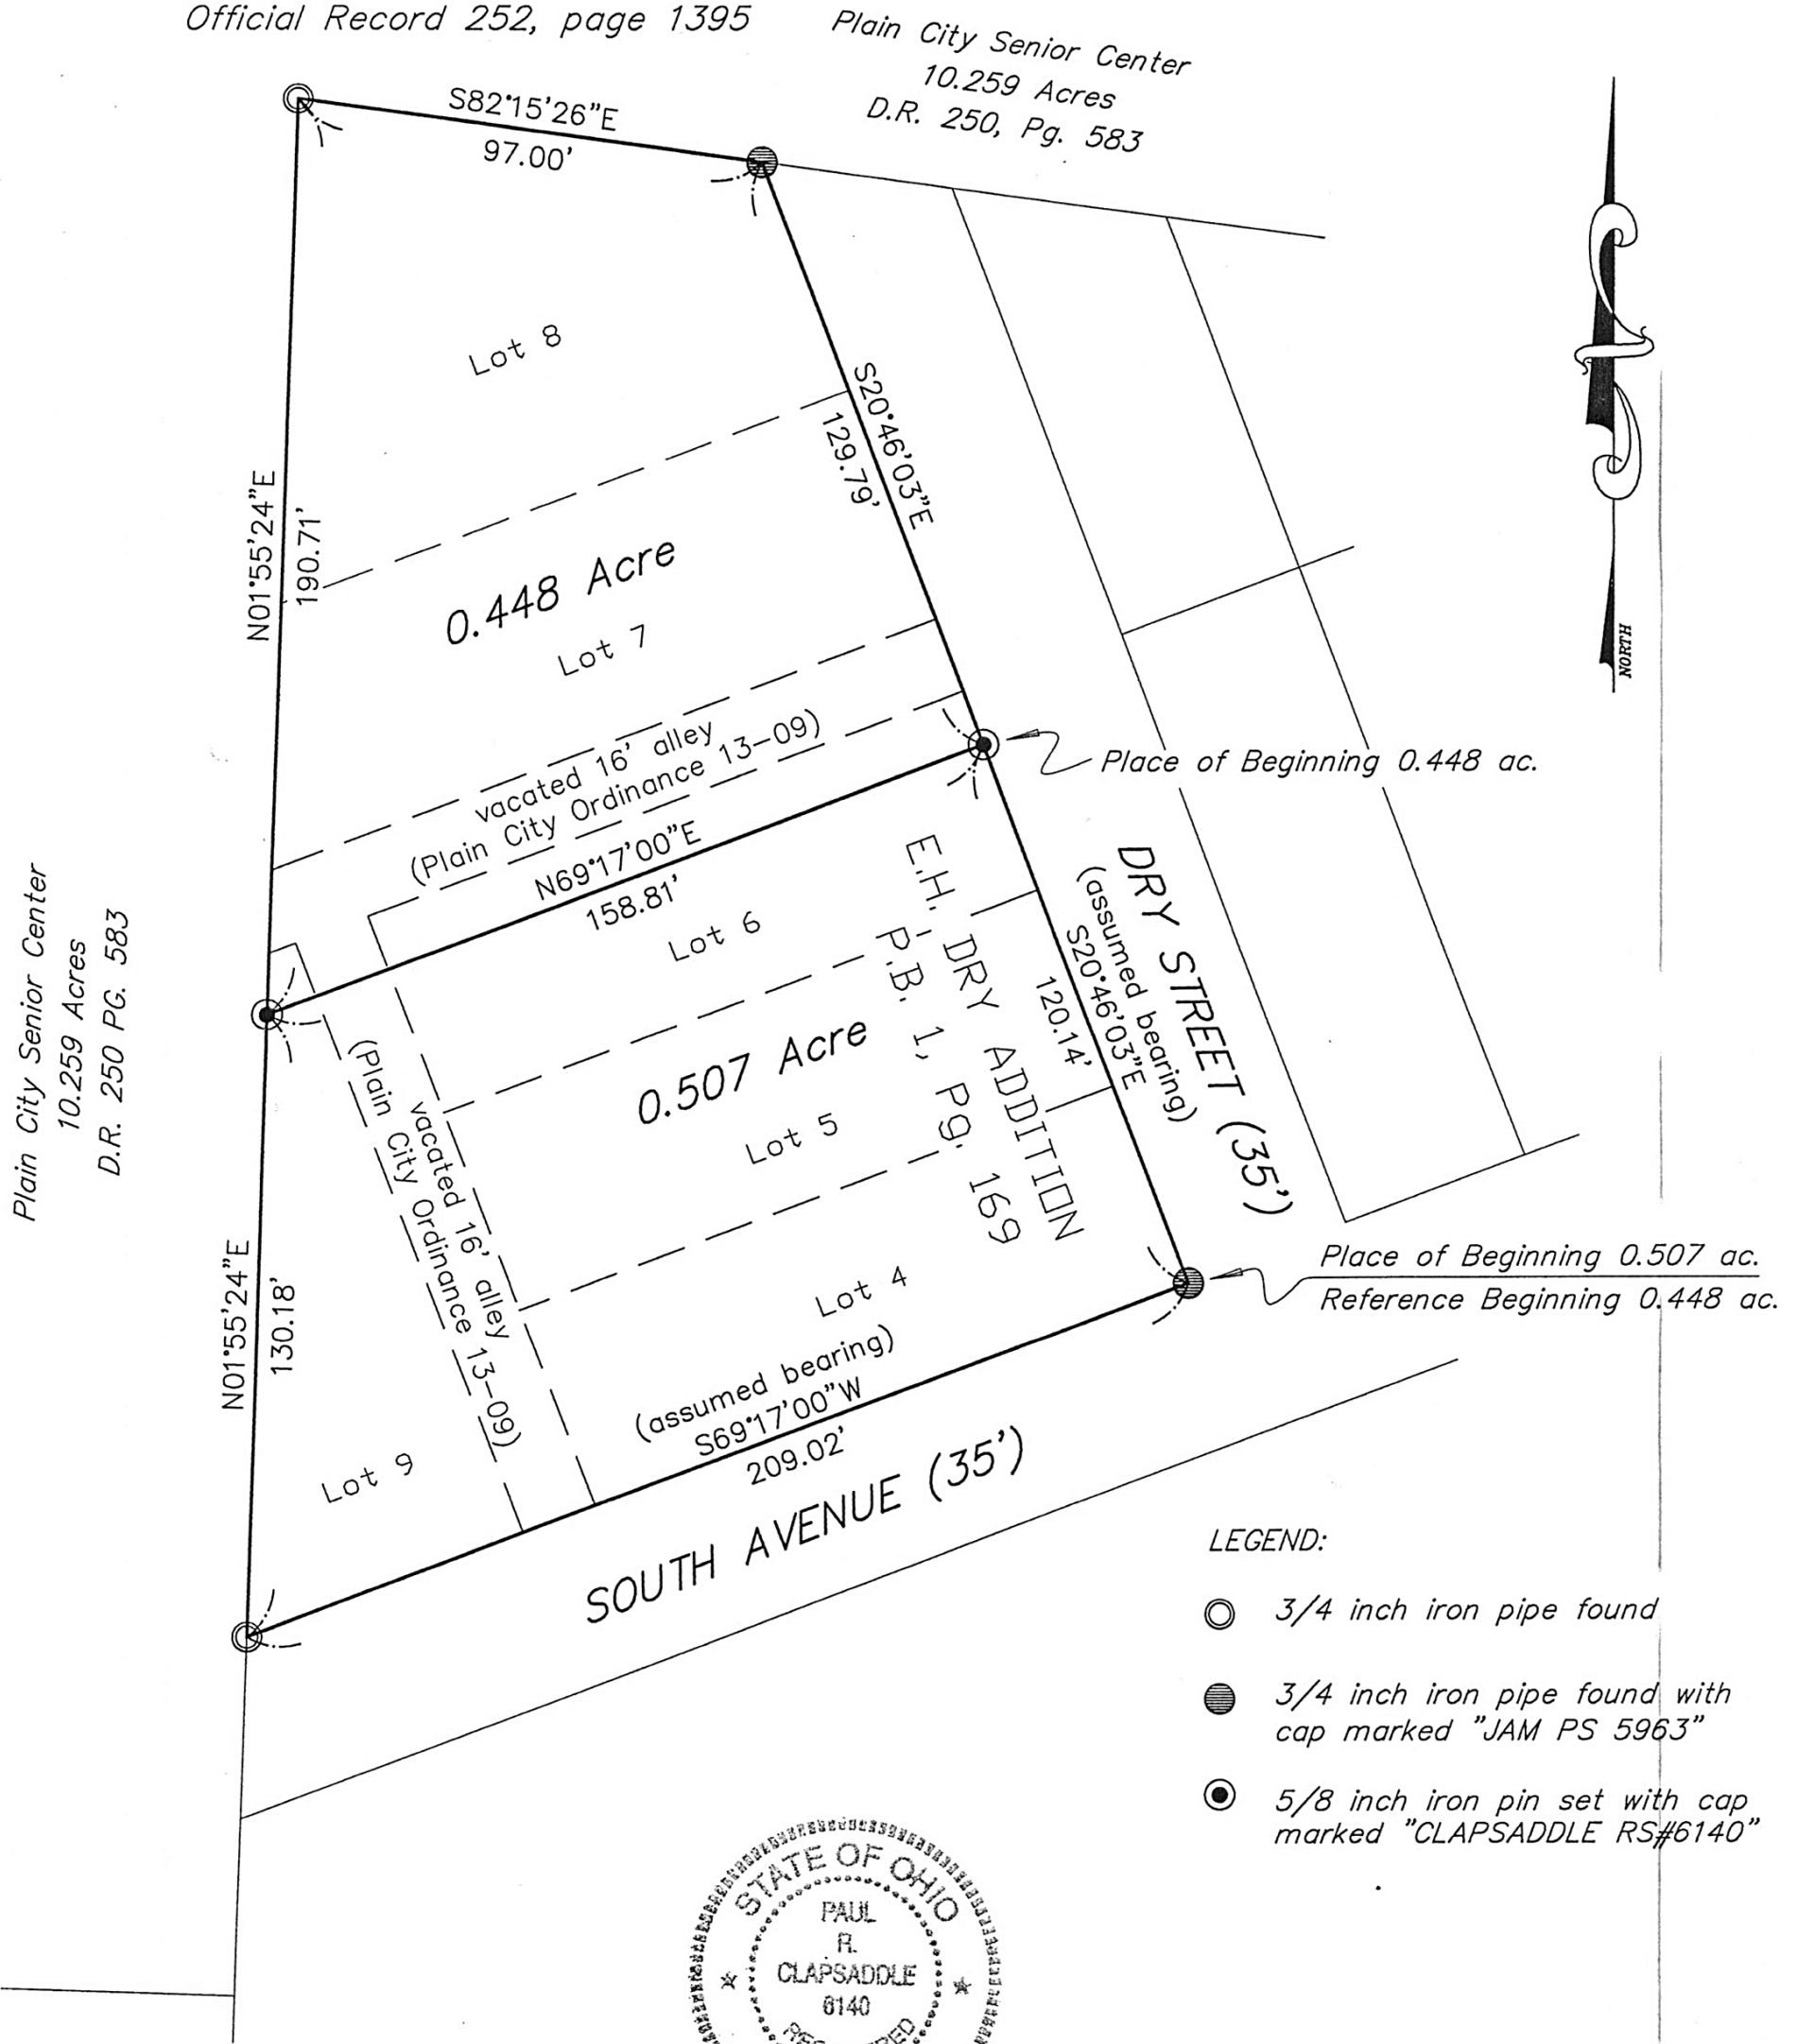 Official Record 252, page 1395
Plain City Senior Center
10.259 Acres
D.R. 250, Pg. 583
S82°15'26"E
97.00'
Lot 8
S20°46'03"E
129.79'
N01°55'24"E
190.71'
0.448 Acre
Lot 7
NORTH
vacated 16' alley
(Plain City Ordinance 13-09)
Place of Beginning 0.448 ac.
N69°17'00"E
158.81'
Lot 6
E.H. DRY ADDITION
P.B. 1, Pg. 169
DRY STREET (35')
(assumed bearing)
S20°46'03"E
120.14'
Plain City Senior Center
10.259 Acres
D.R. 250 PG. 583
0.507 Acre
Lot 5
vacated 16' alley
(Plain City Ordinance 13-09)
Place of Beginning 0.507 ac.
Reference Beginning 0.448 ac.
Lot 4
N01°55'24"E
130.18'
(assumed bearing)
S69°17'00"W
209.02'
Lot 9
SOUTH AVENUE (35')
LEGEND:
3/4 inch iron pipe found
3/4 inch iron pipe found with
cap marked "JAM PS 5963"
5/8 inch iron pin set with cap
marked "CLAPSADDLE RS#6140"
STATE OF OHIO
PAUL
R.
CLAPSADDLE
6140